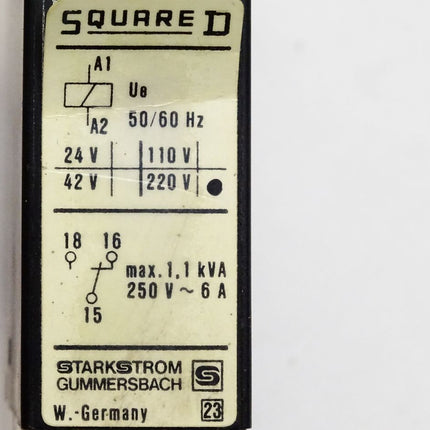 SQUARE D
A1
Ue
A2 50/60 Hz
24 V 110 V
42 V 220 V
18 16
max. 1,1 kVA
250 V ~ 6 A
15
STARKSTROM S
GUMMERSBACH
W.-Germany 23